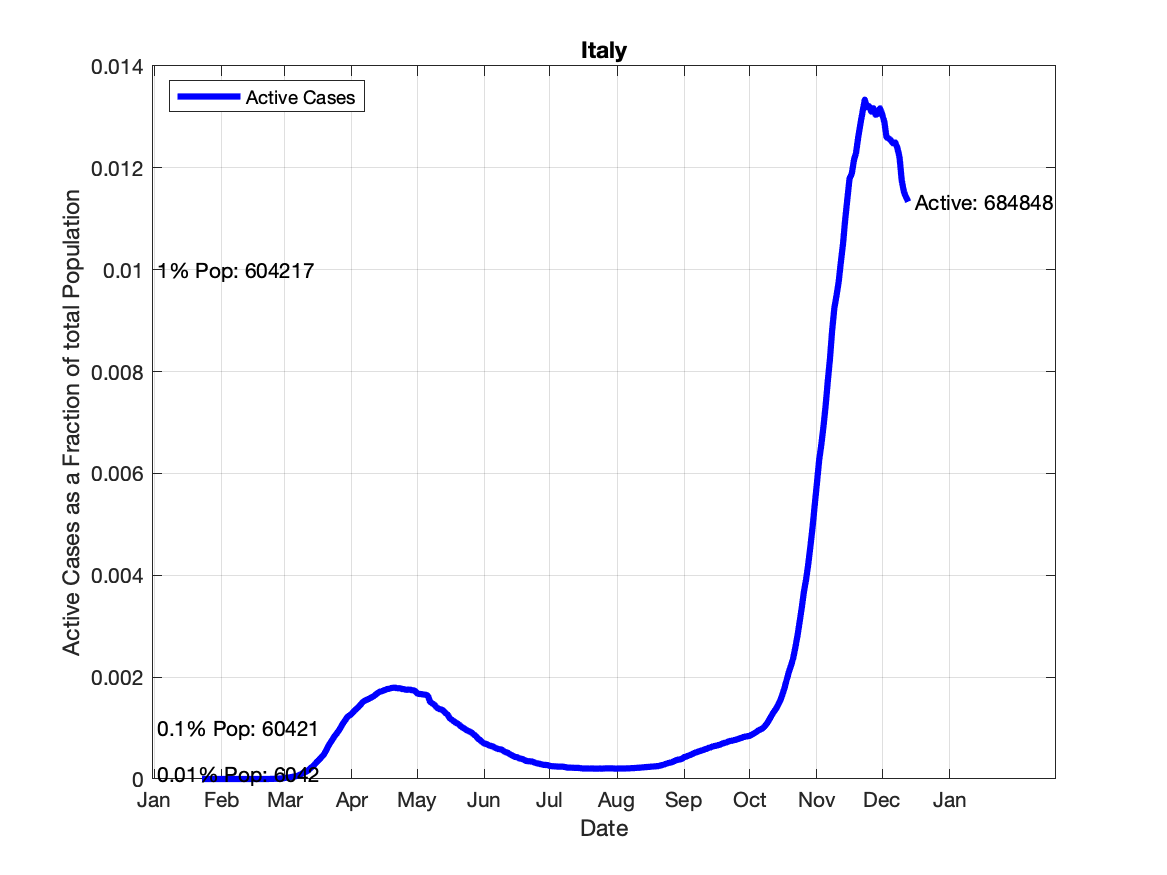 Italy
Active Cases
Active Cases as a Fraction of total Population
0.014
0.012
0.01
0.008
0.006
0.004
0.002
0
1% Pop: 604217
0.1% Pop: 60421
0.01% Pop: 6042
Active: 684848
Jan Feb Mar Apr May Jun Jul Aug Sep Oct Nov Dec Jan
Date